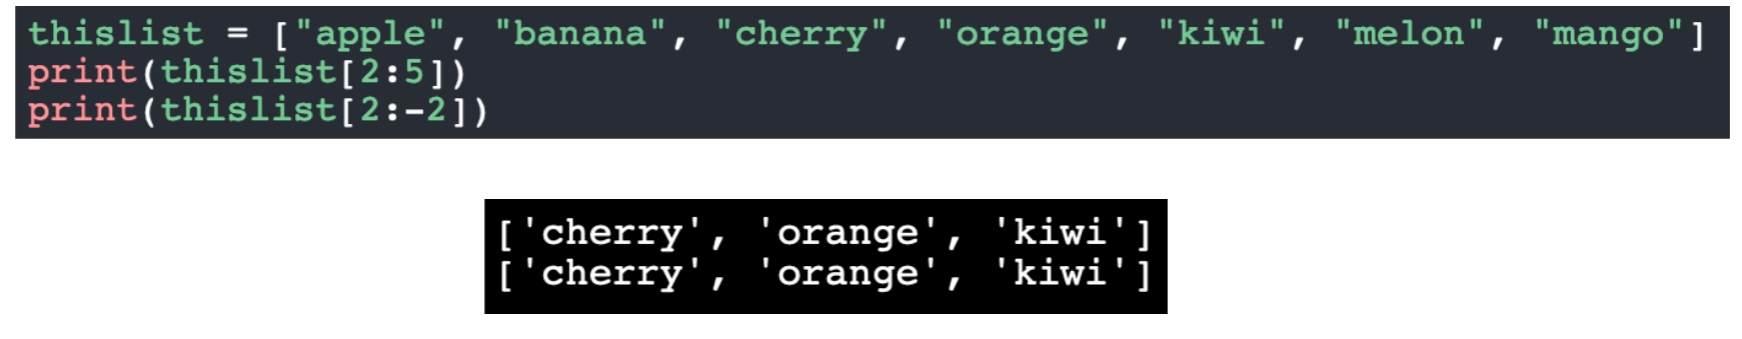 thislist = ["apple", "banana", "cherry", "orange", "kiwi", "melon", "mango"]
print(thislist[2:5])
print(thislist[2:-2])
['cherry', 'orange', 'kiwi']
['cherry', 'orange', 'kiwi']